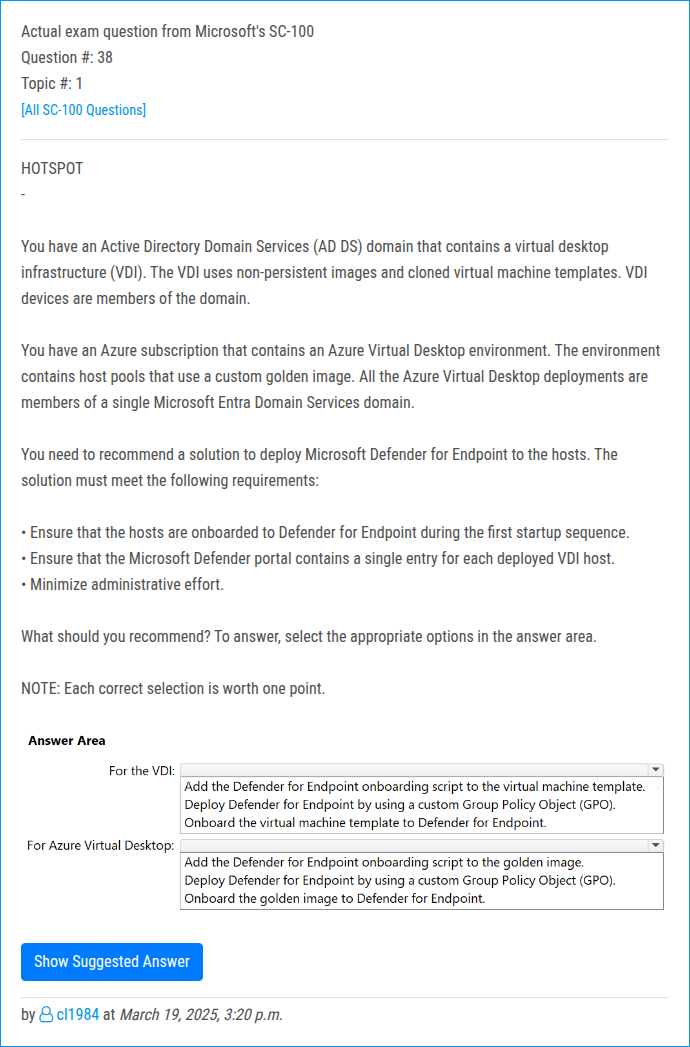 Actual exam question from Microsoft's SC-100
Question #: 38
Topic #: 1
[All SC-100 Questions]
HOTSPOT
-
You have an Active Directory Domain Services (AD DS) domain that contains a virtual desktop
infrastructure (VDI). The VDI uses non-persistent images and cloned virtual machine templates. VDI
devices are members of the domain.
You have an Azure subscription that contains an Azure Virtual Desktop environment. The environment
contains host pools that use a custom golden image. All the Azure Virtual Desktop deployments are
members of a single Microsoft Entra Domain Services domain.
You need to recommend a solution to deploy Microsoft Defender for Endpoint to the hosts. The
solution must meet the following requirements:
• Ensure that the hosts are onboarded to Defender for Endpoint during the first startup sequence.
• Ensure that the Microsoft Defender portal contains a single entry for each deployed VDI host.
• Minimize administrative effort.
What should you recommend? To answer, select the appropriate options in the answer area.
NOTE: Each correct selection is worth one point.
Answer Area
For the VDI:
Add the Defender for Endpoint onboarding script to the virtual machine template.
Deploy Defender for Endpoint by using a custom Group Policy Object (GPO).
Onboard the virtual machine template to Defender for Endpoint.
For Azure Virtual Desktop:
Add the Defender for Endpoint onboarding script to the golden image.
Deploy Defender for Endpoint by using a custom Group Policy Object (GPO).
Onboard the golden image to Defender for Endpoint.
Show Suggested Answer
by cl1984 at March 19, 2025, 3:20 p.m.